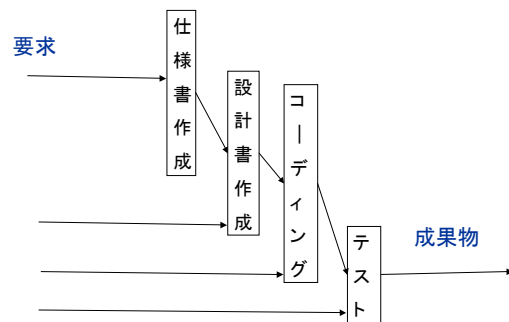 要求
仕様書作成
設計書作成
コーディング
テスト
成果物